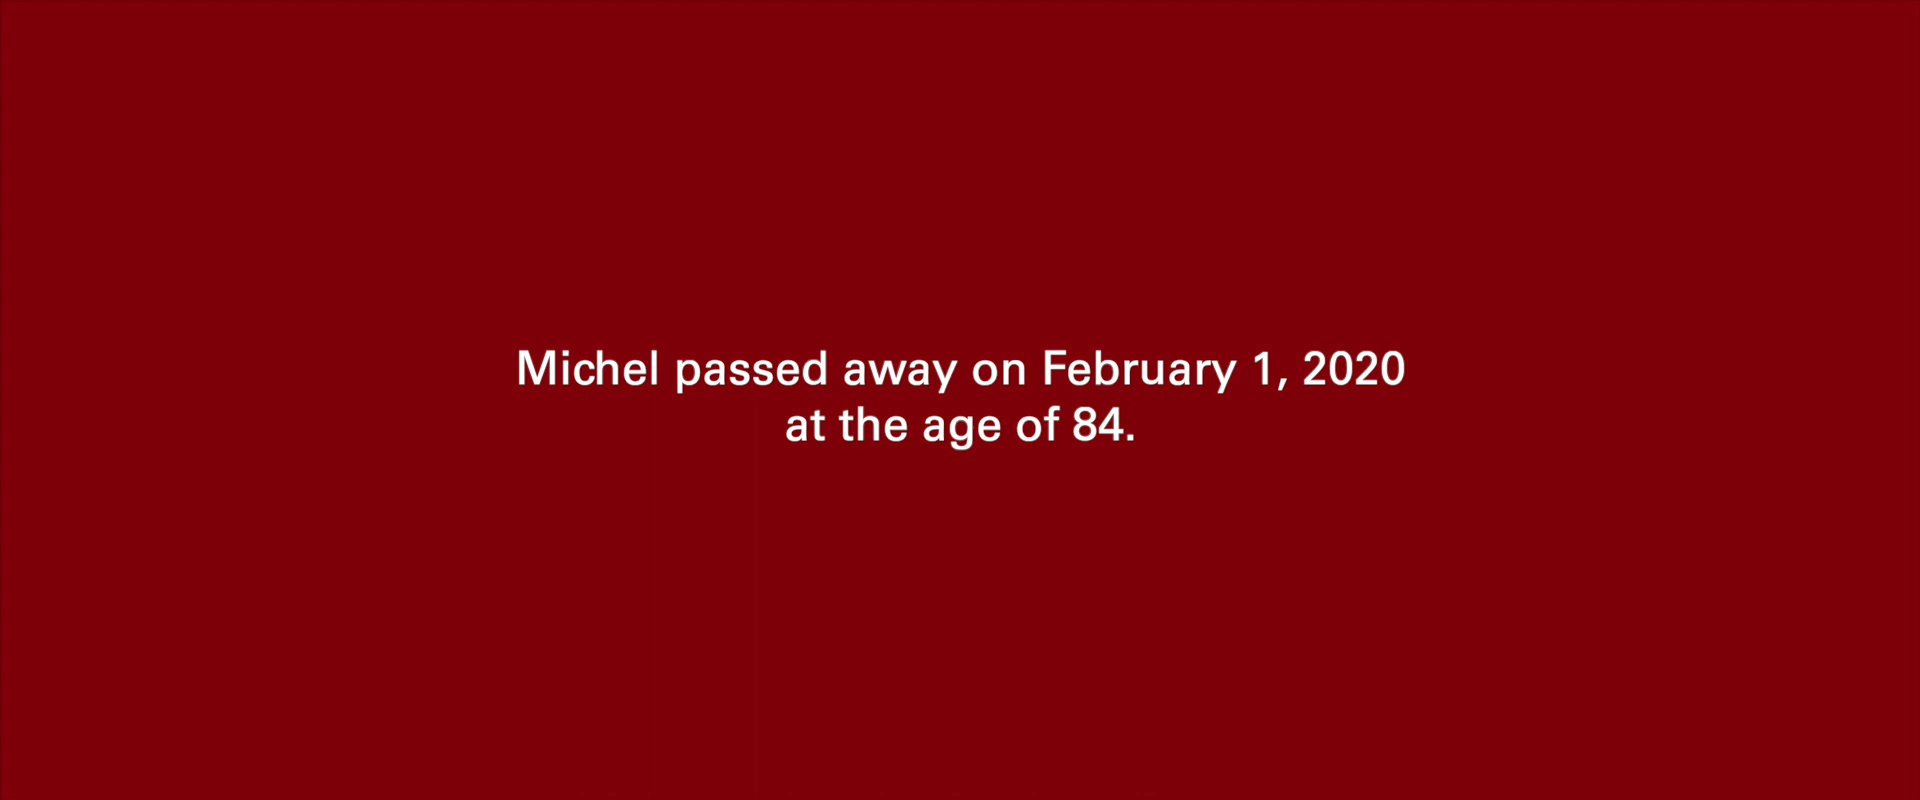 Michel passed away on February 1, 2020
at the age of 84.